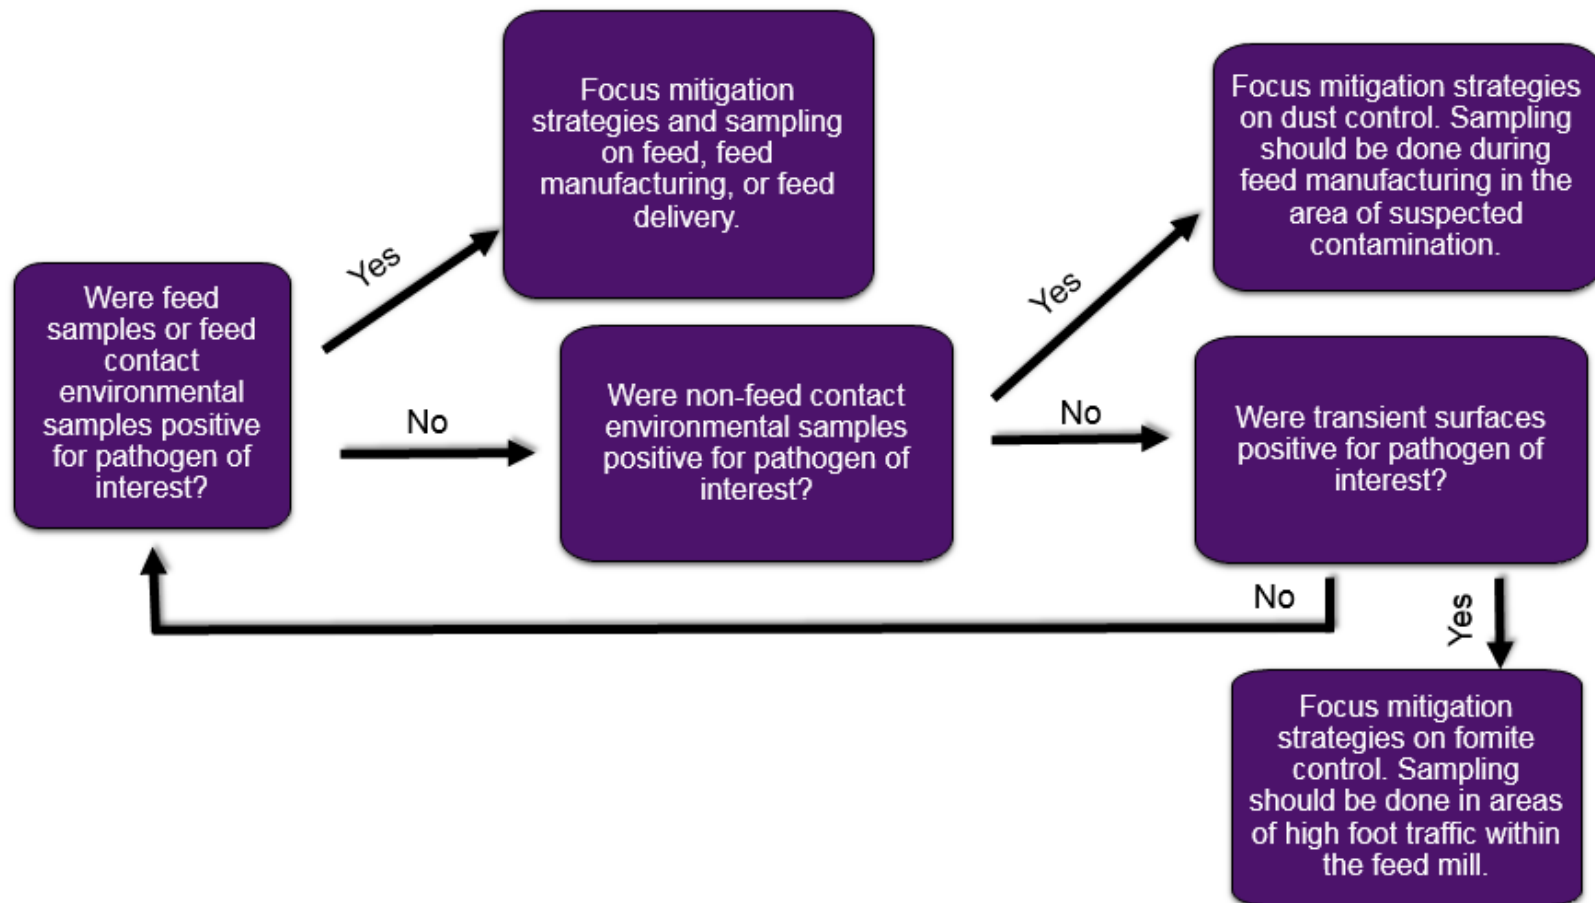 Were feed
samples or feed
contact
environmental
samples positive
for pathogen of
interest?
Yes
Focus mitigation
strategies and sampling
on feed, feed
manufacturing, or feed
delivery.
No
Were non-feed contact
environmental samples
positive for pathogen of
interest?
Yes
Focus mitigation strategies
on dust control. Sampling
should be done during
feed manufacturing in the
area of suspected
contamination.
No
Were transient surfaces
positive for pathogen of
interest?
No
Yes
Focus mitigation
strategies on fomite
control. Sampling
should be done in areas
of high foot traffic within
the feed mill.